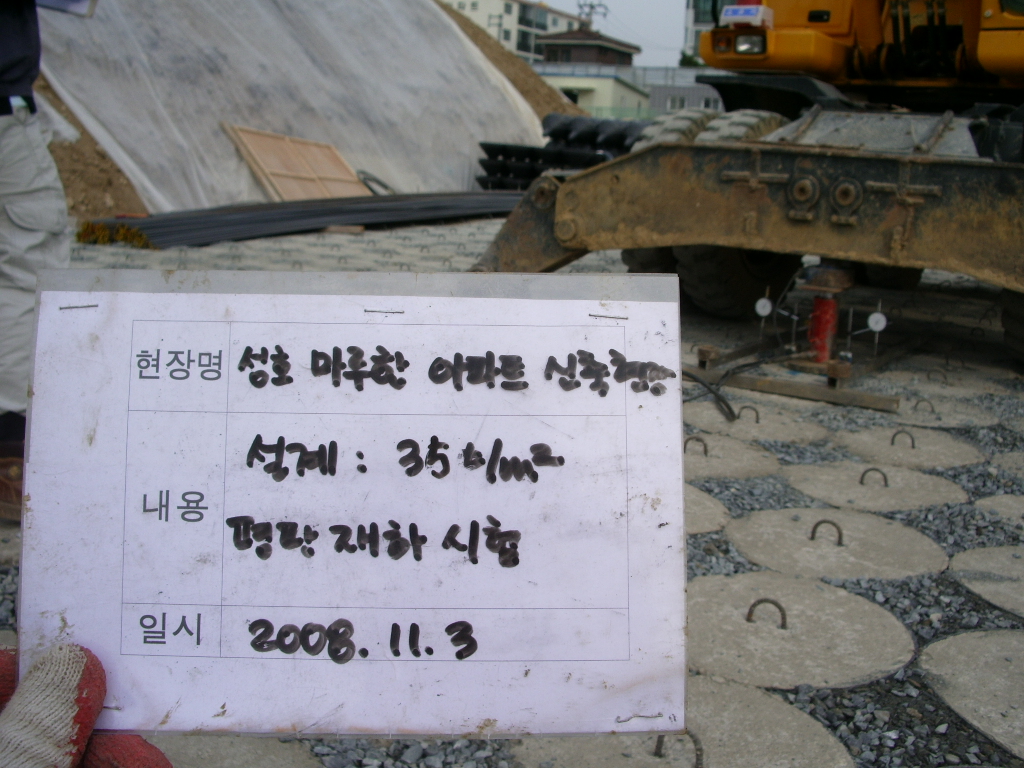 현장명 성호 마루한 아파트 신축현장
내용 설계 : 35 t/m²
평판 재하 시험
일시 2008. 11. 3